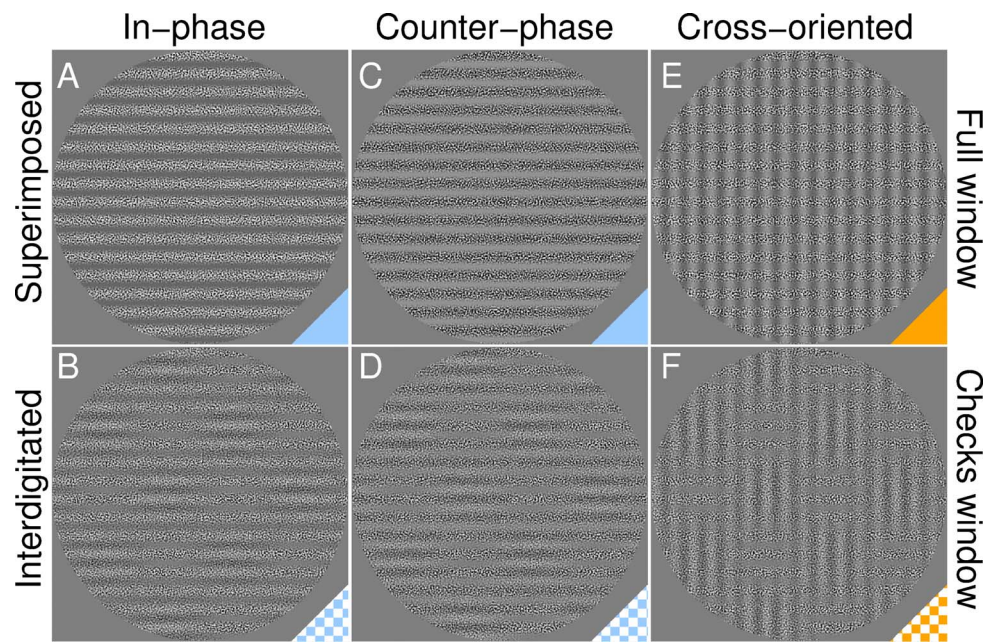 In−phase
Counter−phase
Cross−oriented
Superimposed
A
C
E
Full window
Interdigitated
B
D
F
Checks window